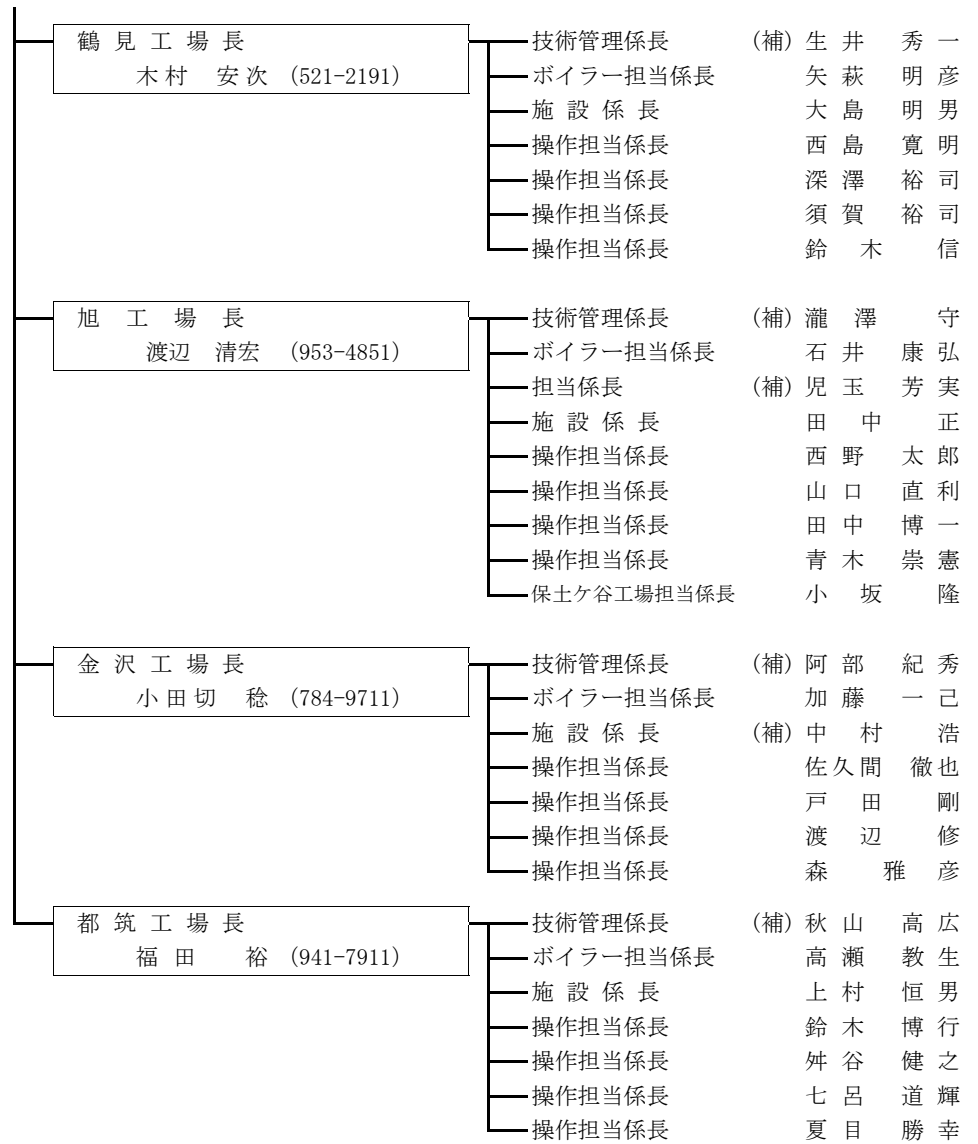 鶴見工場長 技術管理係長 (補) 生井 秀一
木村 安次 (521-2191) ボイラー担当係長 矢萩 明彦
施設係長 大島 明男
操作担当係長 西島 寛明
操作担当係長 深澤 裕司
操作担当係長 須賀 裕司
操作担当係長 鈴木 信
旭工場長 技術管理係長 (補) 瀧澤 守
渡辺 清宏 (953-4851) ボイラー担当係長 石井 康弘
担当係長 (補) 児玉 芳実
施設係長 田中 正
操作担当係長 西野 太郎
操作担当係長 山口 直利
操作担当係長 田中 博一
操作担当係長 青木 崇憲
保土ケ谷工場担当係長 小坂 隆
金沢工場長 技術管理係長 (補) 阿部 紀秀
小田切 稔 (784-9711) ボイラー担当係長 加藤 一己
施設係長 (補) 中村 浩
操作担当係長 佐久間 徹也
操作担当係長 戸田 剛
操作担当係長 渡辺 修
操作担当係長 森 雅彦
都筑工場長 技術管理係長 (補) 秋山 高広
福田 裕 (941-7911) ボイラー担当係長 高瀬 教生
施設係長 上村 恒男
操作担当係長 鈴木 博行
操作担当係長 舛谷 健之
操作担当係長 七呂 道輝
操作担当係長 夏目 勝幸